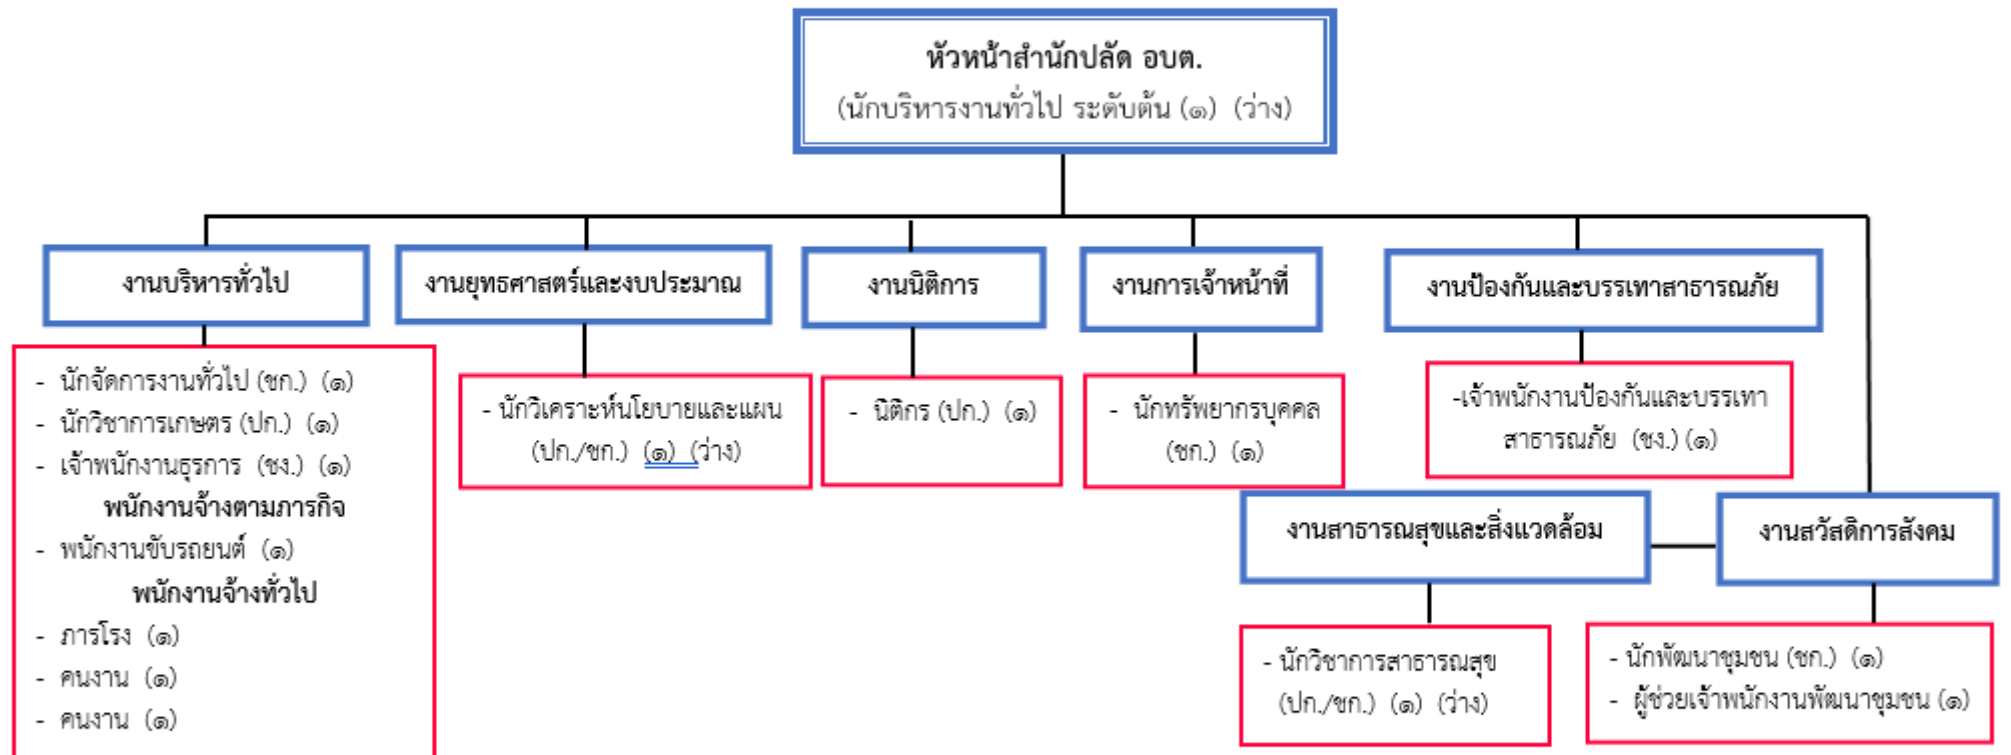 หัวหน้าสำนักปลัด อบต.
(นักบริหารงานทั่วไป ระดับต้น (๑) (ว่าง)
งานบริหารทั่วไป
- นักจัดการงานทั่วไป (ชก.) (๑)
- นักวิชาการเกษตร (ปก.) (๑)
- เจ้าพนักงานธุรการ (ชง.) (๑)
พนักงานจ้างตามภารกิจ
- พนักงานขับรถยนต์ (๑)
พนักงานจ้างทั่วไป
- ภารโรง (๑)
- คนงาน (๑)
- คนงาน (๑)
งานยุทธศาสตร์และงบประมาณ
- นักวิเคราะห์นโยบายและแผน
(ปก./ชก.) (๑) (ว่าง)
งานนิติการ
- นิติกร (ปก.) (๑)
งานการเจ้าหน้าที่
- นักทรัพยากรบุคคล
(ชก.) (๑)
งานป้องกันและบรรเทาสาธารณภัย
-เจ้าพนักงานป้องกันและบรรเทา
สาธารณภัย (ชง.) (๑)
งานสาธารณสุขและสิ่งแวดล้อม
- นักวิชาการสาธารณสุข
(ปก./ชก.) (๑) (ว่าง)
งานสวัสดิการสังคม
- นักพัฒนาชุมชน (ชก.) (๑)
- ผู้ช่วยเจ้าพนักงานพัฒนาชุมชน (๑)